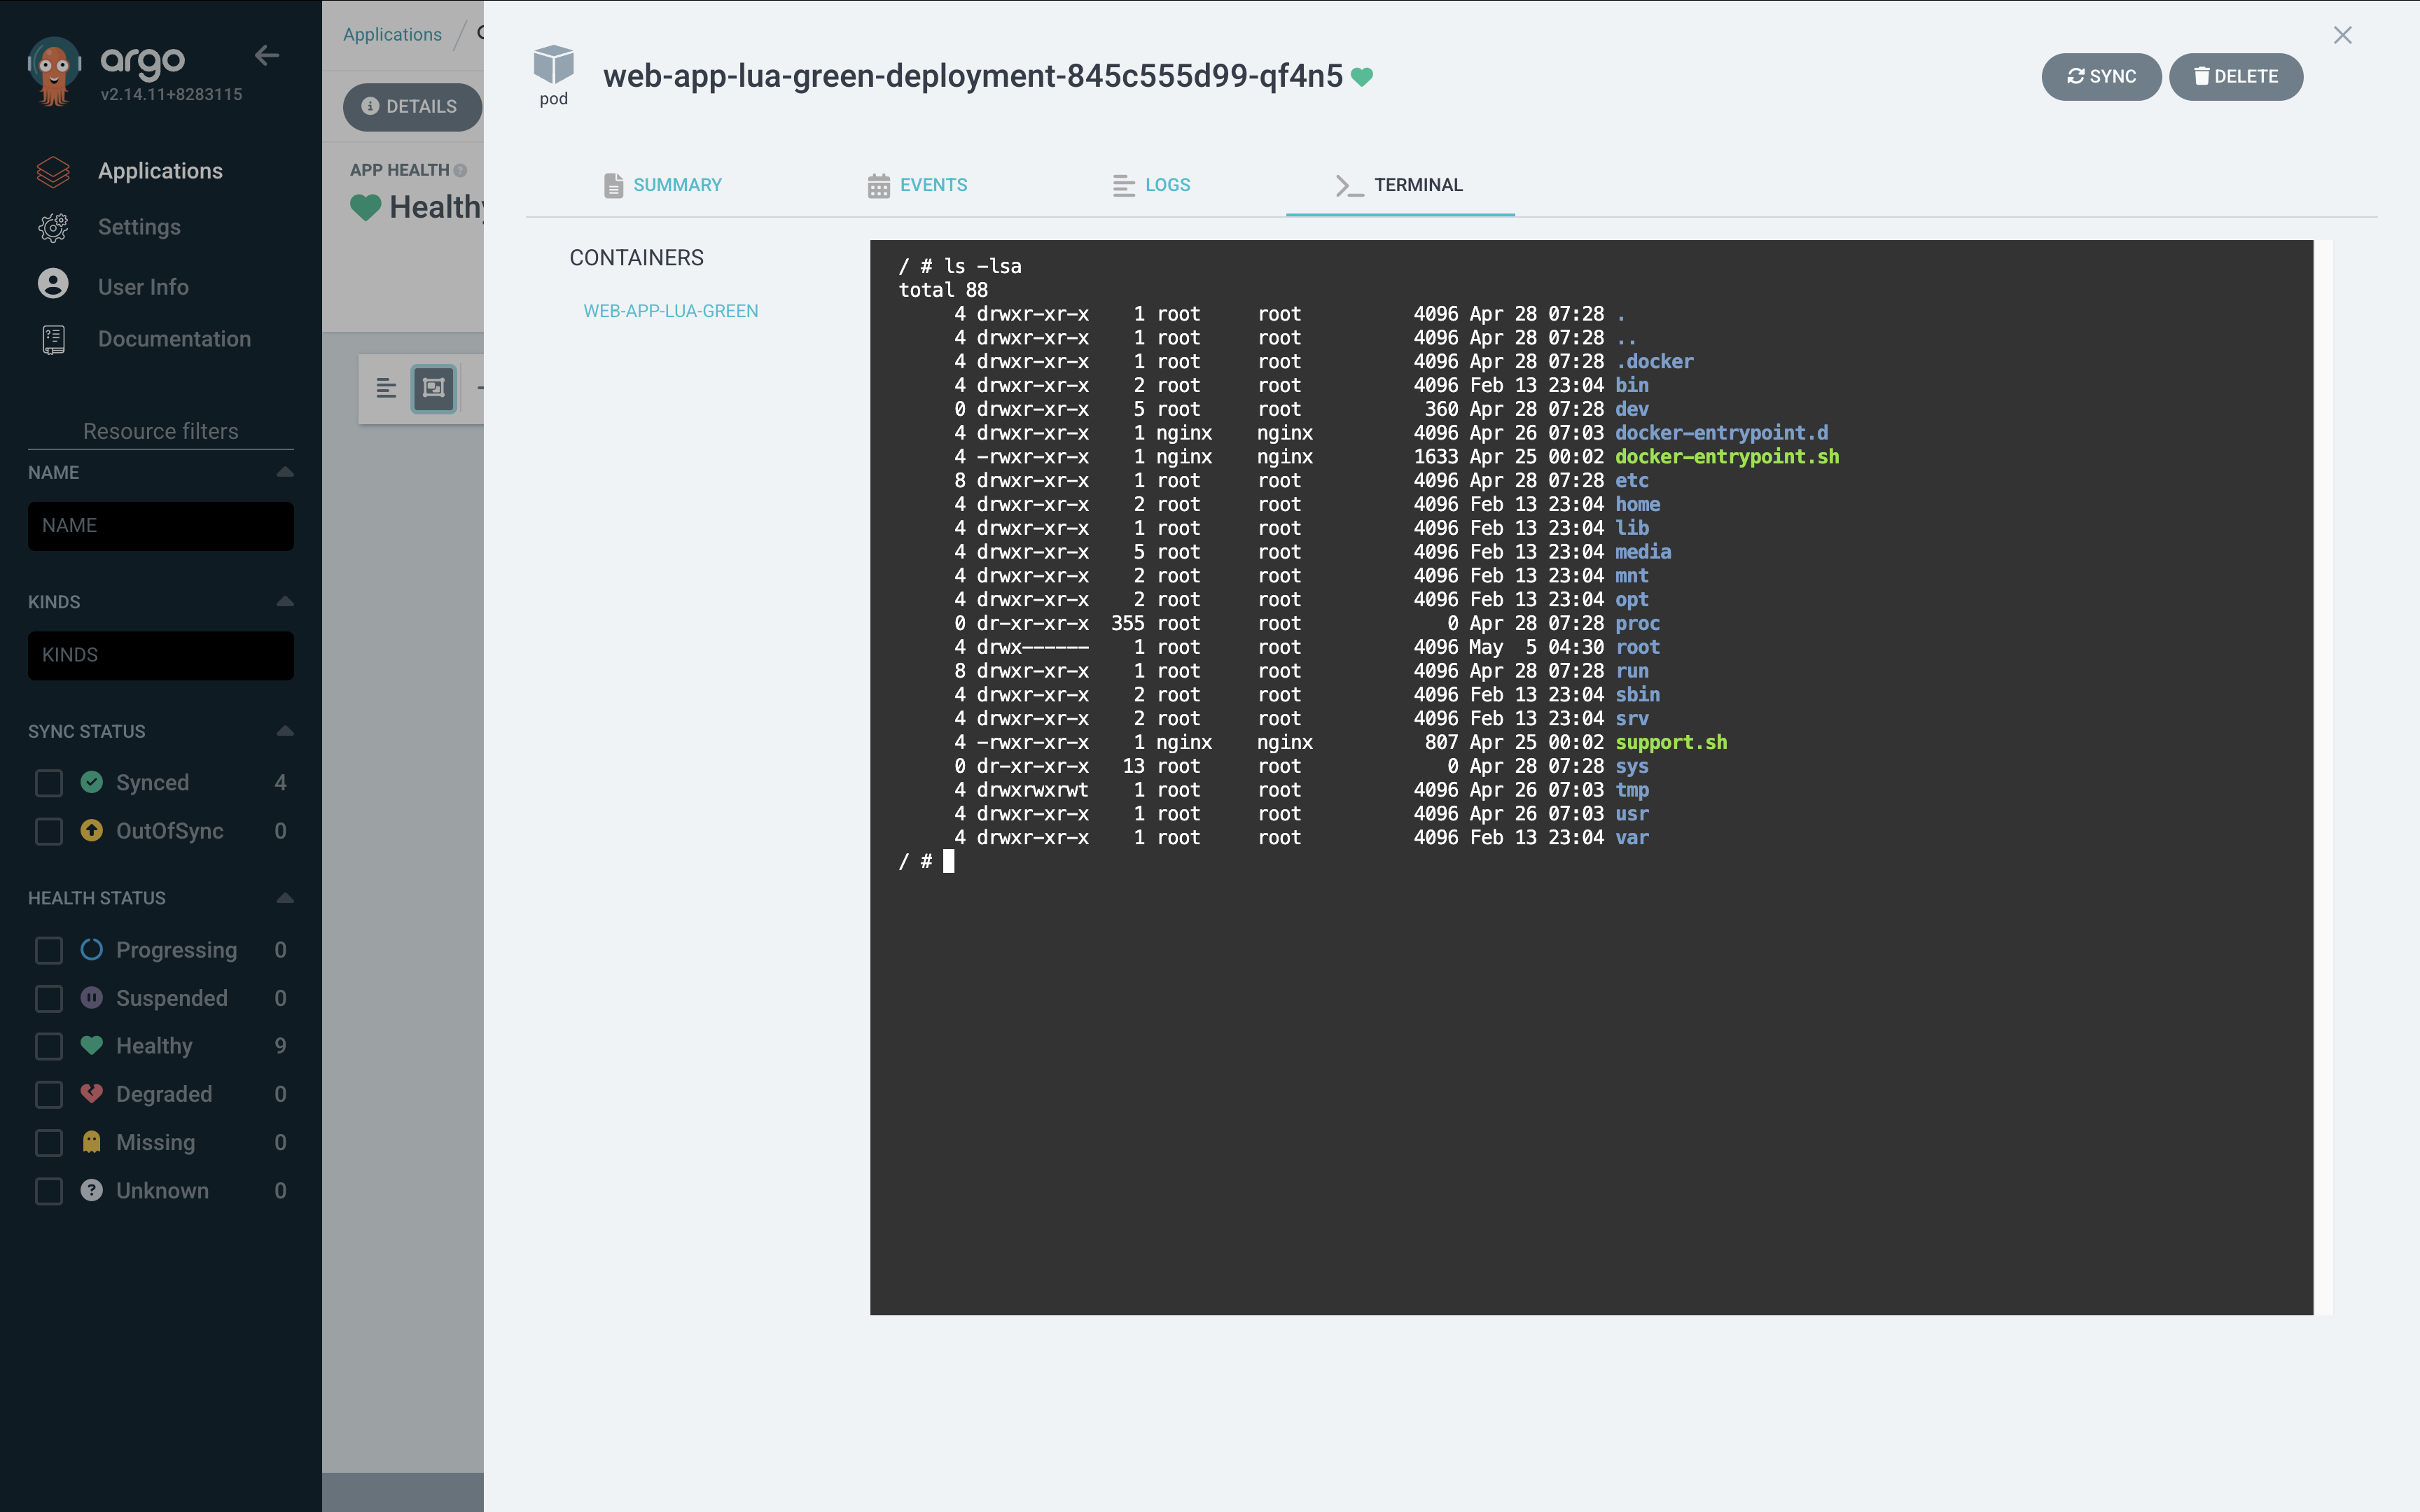 argo
v2.14.11+8283115
Applications
Settings
User Info
Documentation
Resource filters
NAME
NAME
KINDS
KINDS
SYNC STATUS
Synced 4
OutOfSync 0
HEALTH STATUS
Progressing 0
Suspended 0
Healthy 9
Degraded 0
Missing 0
Unknown 0
Applications /
DETAILS
APP HEALTH
Healthy
pod
web-app-lua-green-deployment-845c555d99-qf4n5
SYNC
DELETE
SUMMARY
EVENTS
LOGS
TERMINAL
CONTAINERS
WEB-APP-LUA-GREEN
/ # ls -lsa
total 88
4 drwxr-xr-x 1 root root 4096 Apr 28 07:28 .
4 drwxr-xr-x 1 root root 4096 Apr 28 07:28 ..
4 drwxr-xr-x 1 root root 4096 Apr 28 07:28 .docker
4 drwxr-xr-x 2 root root 4096 Feb 13 23:04 bin
0 drwxr-xr-x 5 root root 360 Apr 28 07:28 dev
4 drwxr-xr-x 1 nginx nginx 4096 Apr 26 07:03 docker-entrypoint.d
4 -rwxr-xr-x 1 nginx nginx 1633 Apr 25 00:02 docker-entrypoint.sh
8 drwxr-xr-x 1 root root 4096 Apr 28 07:28 etc
4 drwxr-xr-x 2 root root 4096 Feb 13 23:04 home
4 drwxr-xr-x 1 root root 4096 Feb 13 23:04 lib
4 drwxr-xr-x 5 root root 4096 Feb 13 23:04 media
4 drwxr-xr-x 2 root root 4096 Feb 13 23:04 mnt
4 drwxr-xr-x 2 root root 4096 Feb 13 23:04 opt
0 dr-xr-xr-x 355 root root 0 Apr 28 07:28 proc
4 drwx------ 1 root root 4096 May 5 04:30 root
8 drwxr-xr-x 1 root root 4096 Apr 28 07:28 run
4 drwxr-xr-x 2 root root 4096 Feb 13 23:04 sbin
4 drwxr-xr-x 2 root root 4096 Feb 13 23:04 srv
4 -rwxr-xr-x 1 nginx nginx 807 Apr 25 00:02 support.sh
0 dr-xr-xr-x 13 root root 0 Apr 28 07:28 sys
4 drwxrwxrwt 1 root root 4096 Apr 26 07:03 tmp
4 drwxr-xr-x 1 root root 4096 Apr 26 07:03 usr
4 drwxr-xr-x 1 root root 4096 Feb 13 23:04 var
/ #